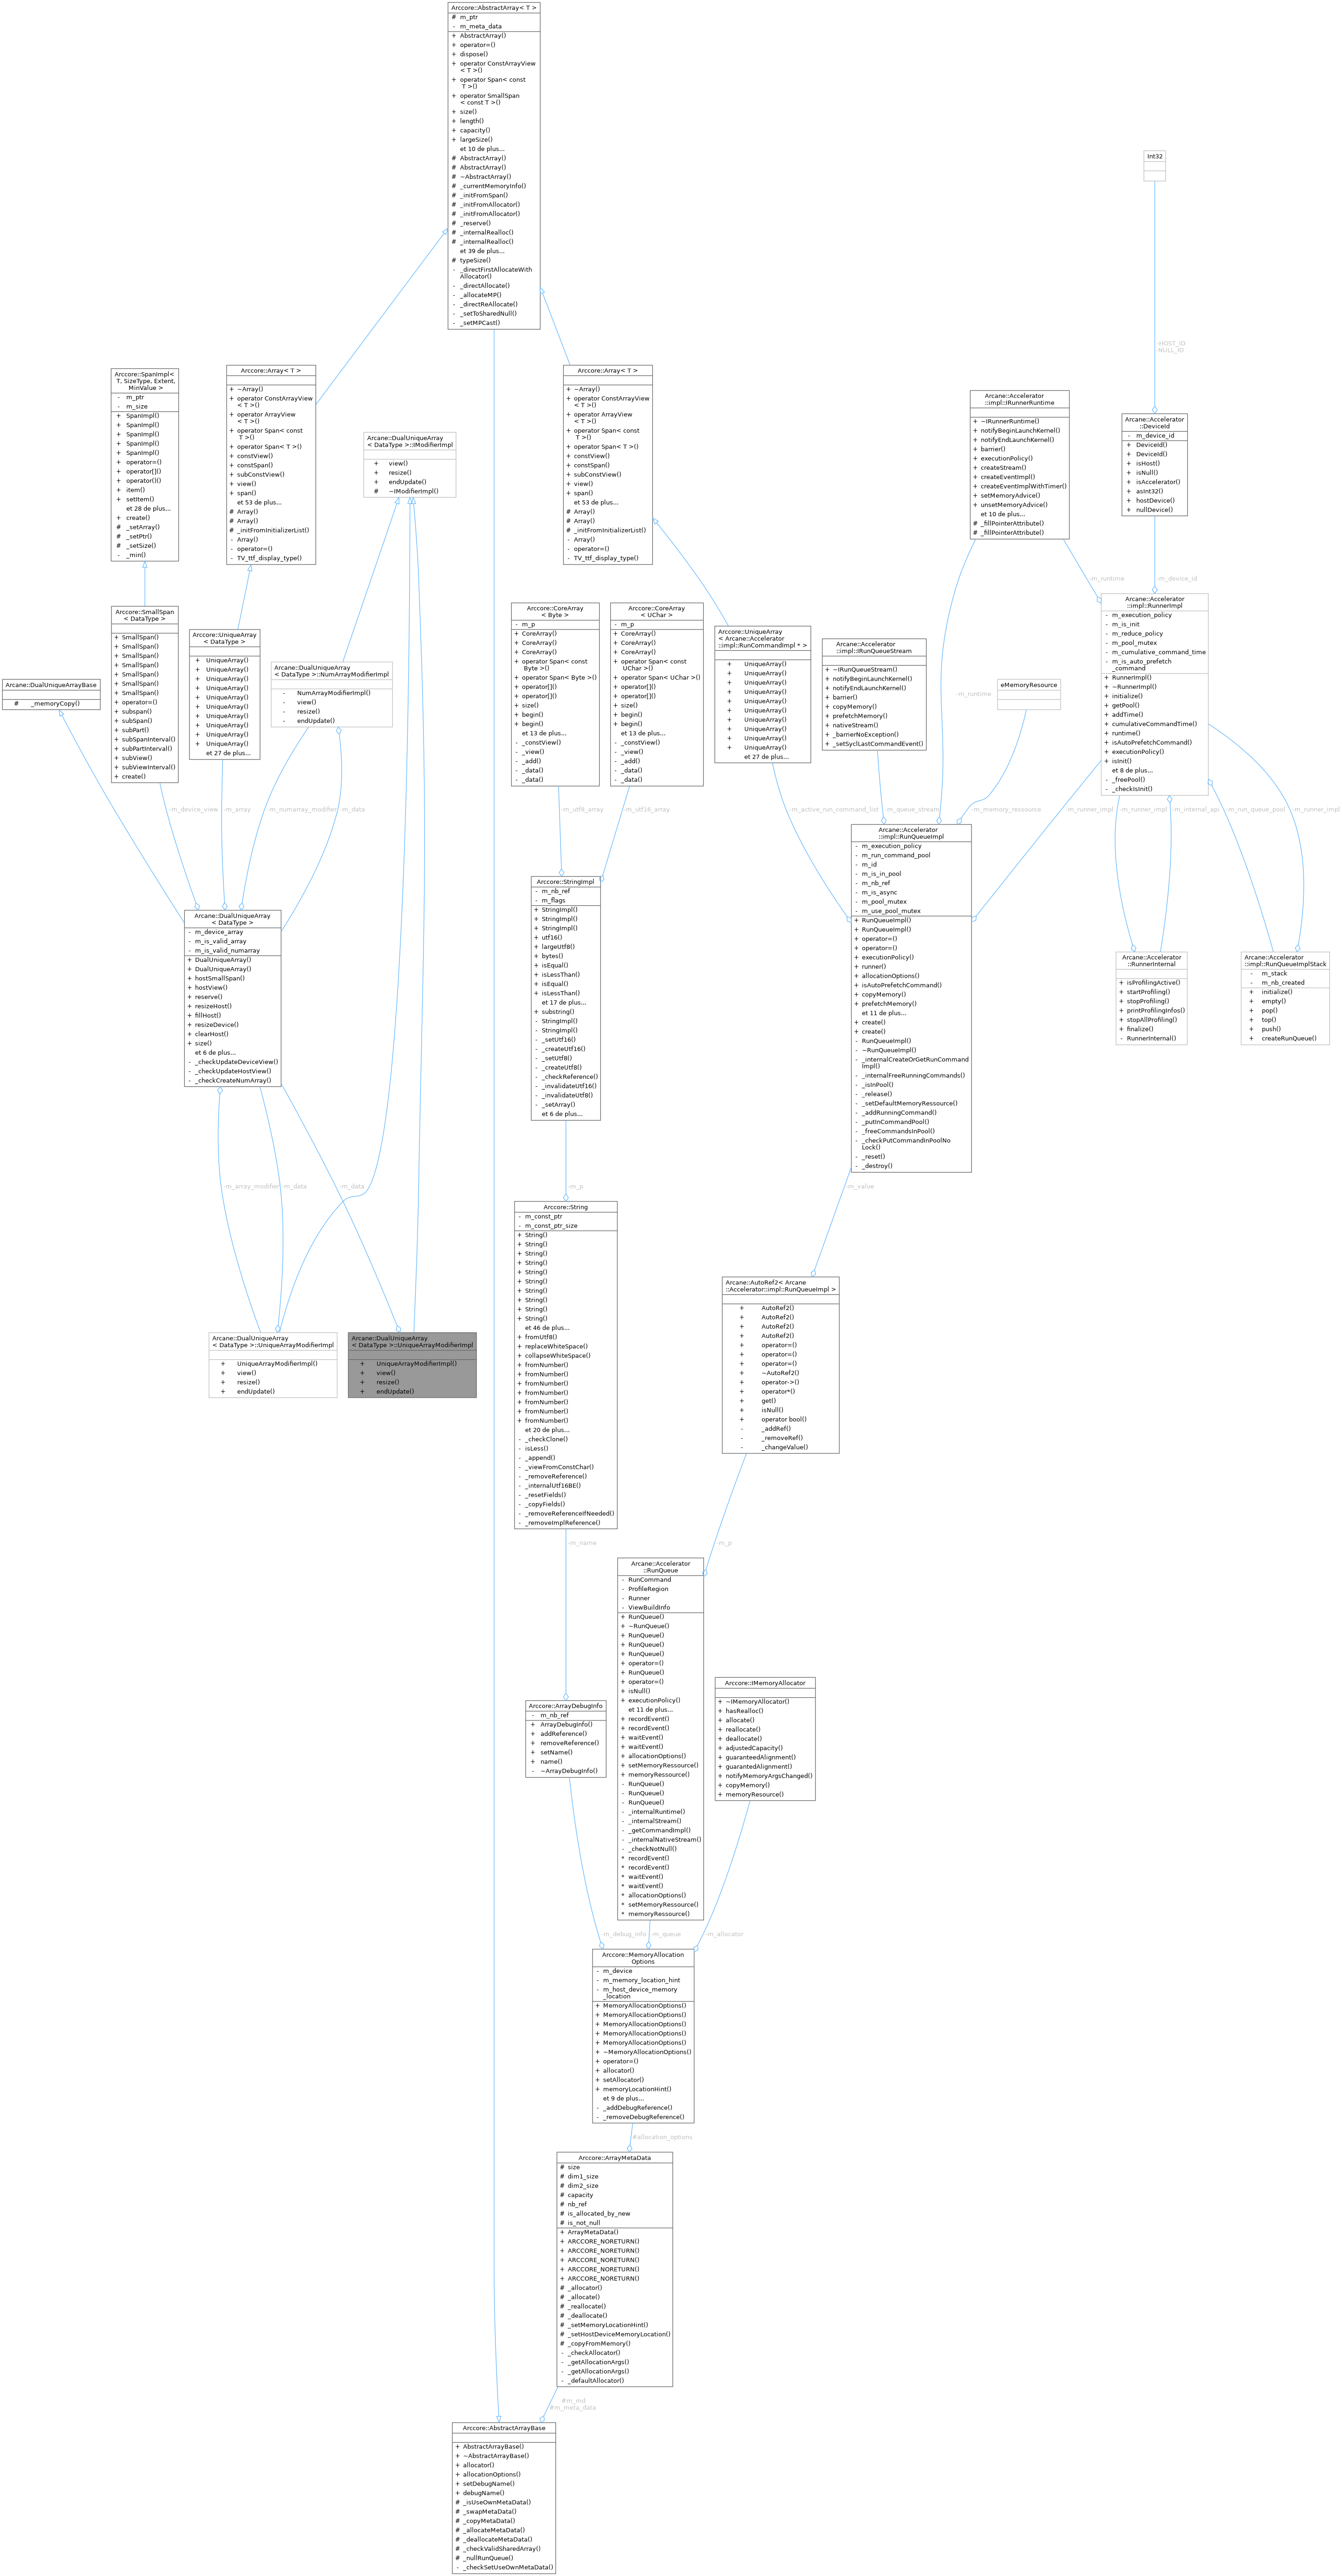 Arccore::AbstractArray< T >
# m_ptr
- m_meta_data
+ AbstractArray()
+ operator=()
+ dispose()
+ operator ConstArrayView
< T >()
+ operator Span< const
T >()
+ operator SmallSpan
< const T >()
+ size()
+ length()
+ capacity()
+ largeSize()
et 10 de plus...
# AbstractArray()
# AbstractArray()
# ~AbstractArray()
# _currentMemoryInfo()
# _initFromSpan()
# _initFromAllocator()
# _initFromAllocator()
# _reserve()
# _internalRealloc()
# _internalRealloc()
et 39 de plus...
# typeSize()
- _directFirstAllocateWith
Allocator()
- _directAllocate()
- _allocateMP()
- _directReAllocate()
- _setToSharedNull()
- _setMPCast()
Int32
-HOST_ID
-NULL_ID
Arccore::SpanImpl<
T, SizeType, Extent,
MinValue >
- m_ptr
- m_size
+ SpanImpl()
+ SpanImpl()
+ SpanImpl()
+ SpanImpl()
+ SpanImpl()
+ operator=()
+ operator[]()
+ operator()()
+ item()
+ setItem()
et 28 de plus...
+ create()
# _setArray()
# _setPtr()
# _setSize()
- _min()
Arccore::Array< T >
+ ~Array()
+ operator ConstArrayView
< T >()
+ operator ArrayView
< T >()
+ operator Span< const
T >()
+ operator Span< T >()
+ constView()
+ constSpan()
+ subConstView()
+ view()
+ span()
et 53 de plus...
# Array()
# Array()
# _initFromInitializerList()
- Array()
- operator=()
- TV_ttf_display_type()
Arcane::DualUniqueArray
< DataType >::IModifierImpl
+ view()
+ resize()
+ endUpdate()
# ~IModifierImpl()
Arccore::Array< T >
+ ~Array()
+ operator ConstArrayView
< T >()
+ operator ArrayView
< T >()
+ operator Span< const
T >()
+ operator Span< T >()
+ constView()
+ constSpan()
+ subConstView()
+ view()
+ span()
et 53 de plus...
# Array()
# Array()
# _initFromInitializerList()
- Array()
- operator=()
- TV_ttf_display_type()
Arcane::Accelerator
::impl::IRunnerRuntime
+ ~IRunnerRuntime()
+ notifyBeginLaunchKernel()
+ notifyEndLaunchKernel()
+ barrier()
+ executionPolicy()
+ createStream()
+ createEventImpl()
+ createEventImplWithTimer()
+ setMemoryAdvice()
+ unsetMemoryAdvice()
et 10 de plus...
# _fillPointerAttribute()
# _fillPointerAttribute()
Arcane::Accelerator
::DeviceId
- m_device_id
+ DeviceId()
+ DeviceId()
+ isHost()
+ isNull()
+ isAccelerator()
+ asInt32()
+ hostDevice()
+ nullDevice()
-m_runtime
-m_device_id
Arccore::SmallSpan
< DataType >
+ SmallSpan()
+ SmallSpan()
+ SmallSpan()
+ SmallSpan()
+ SmallSpan()
+ SmallSpan()
+ SmallSpan()
+ operator=()
+ subspan()
+ subSpan()
+ subPart()
+ subSpanInterval()
+ subPartInterval()
+ subView()
+ subViewInterval()
+ create()
Arccore::UniqueArray
< DataType >
+ UniqueArray()
+ UniqueArray()
+ UniqueArray()
+ UniqueArray()
+ UniqueArray()
+ UniqueArray()
+ UniqueArray()
+ UniqueArray()
+ UniqueArray()
+ UniqueArray()
et 27 de plus...
Arcane::DualUniqueArrayBase
# _memoryCopy()
Arcane::DualUniqueArray
< DataType >::NumArrayModifierImpl
- NumArrayModifierImpl()
- view()
- resize()
- endUpdate()
Arccore::CoreArray
< Byte >
- m_p
+ CoreArray()
+ CoreArray()
+ CoreArray()
+ operator Span< const
Byte >()
+ operator Span< Byte >()
+ operator[]()
+ operator[]()
+ size()
+ begin()
+ begin()
et 13 de plus...
- _constView()
- _view()
- _add()
- _data()
- _data()
Arccore::CoreArray
< UChar >
- m_p
+ CoreArray()
+ CoreArray()
+ CoreArray()
+ operator Span< const
UChar >()
+ operator Span< UChar >()
+ operator[]()
+ operator[]()
+ size()
+ begin()
+ begin()
et 13 de plus...
- _constView()
- _view()
- _add()
- _data()
- _data()
Arccore::UniqueArray
< Arcane::Accelerator
::impl::RunCommandImpl * >
+ UniqueArray()
+ UniqueArray()
+ UniqueArray()
+ UniqueArray()
+ UniqueArray()
+ UniqueArray()
+ UniqueArray()
+ UniqueArray()
+ UniqueArray()
+ UniqueArray()
et 27 de plus...
Arcane::Accelerator
::impl::IRunQueueStream
+ ~IRunQueueStream()
+ notifyBeginLaunchKernel()
+ notifyEndLaunchKernel()
+ barrier()
+ copyMemory()
+ prefetchMemory()
+ nativeStream()
+ _barrierNoException()
+ _setSyclLastCommandEvent()
-m_runtime
eMemoryResource
Arcane::Accelerator
::impl::RunnerImpl
- m_execution_policy
- m_is_init
- m_reduce_policy
- m_pool_mutex
- m_cumulative_command_time
- m_is_auto_prefetch
_command
+ RunnerImpl()
+ ~RunnerImpl()
+ initialize()
+ getPool()
+ addTime()
+ cumulativeCommandTime()
+ runtime()
+ isAutoPrefetchCommand()
+ executionPolicy()
+ isInit()
et 8 de plus...
- _freePool()
- _checkIsInit()
-m_device_view
-m_array
-m_numarray_modifier
-m_data
-m_utf8_array
-m_utf16_array
-m_active_run_command_list
-m_queue_stream
-m_memory_ressource
-m_runner_impl
-m_runner_impl
-m_internal_api
-m_run_queue_pool
-m_runner_impl
Arcane::DualUniqueArray
< DataType >
- m_device_array
- m_is_valid_array
- m_is_valid_numarray
+ DualUniqueArray()
+ DualUniqueArray()
+ hostSmallSpan()
+ hostView()
+ reserve()
+ resizeHost()
+ fillHost()
+ resizeDevice()
+ clearHost()
+ size()
et 6 de plus...
- _checkUpdateDeviceView()
- _checkUpdateHostView()
- _checkCreateNumArray()
Arccore::StringImpl
- m_nb_ref
- m_flags
+ StringImpl()
+ StringImpl()
+ StringImpl()
+ utf16()
+ largeUtf8()
+ bytes()
+ isEqual()
+ isLessThan()
+ isEqual()
+ isLessThan()
et 17 de plus...
+ substring()
- StringImpl()
- StringImpl()
- _setUtf16()
- _createUtf16()
- _setUtf8()
- _createUtf8()
- _checkReference()
- _invalidateUtf16()
- _invalidateUtf8()
- _setArray()
et 6 de plus...
Arcane::Accelerator
::impl::RunQueueImpl
- m_execution_policy
- m_run_command_pool
- m_id
- m_is_in_pool
- m_nb_ref
- m_is_async
- m_pool_mutex
- m_use_pool_mutex
+ RunQueueImpl()
+ RunQueueImpl()
+ operator=()
+ operator=()
+ executionPolicy()
+ runner()
+ allocationOptions()
+ isAutoPrefetchCommand()
+ copyMemory()
+ prefetchMemory()
et 11 de plus...
+ create()
+ create()
- RunQueueImpl()
- ~RunQueueImpl()
- _internalCreateOrGetRunCommand
Impl()
- _internalFreeRunningCommands()
- _isInPool()
- _release()
- _setDefaultMemoryRessource()
- _addRunningCommand()
- _putInCommandPool()
- _freeCommandsInPool()
- _checkPutCommandInPoolNo
Lock()
- _reset()
- _destroy()
Arcane::Accelerator
::RunnerInternal
+ isProfilingActive()
+ startProfiling()
+ stopProfiling()
+ printProfilingInfos()
+ stopAllProfiling()
+ finalize()
- RunnerInternal()
Arcane::Accelerator
::impl::RunQueueImplStack
- m_stack
- m_nb_created
+ initialize()
+ empty()
+ pop()
+ top()
+ push()
+ createRunQueue()
-m_array_modifier
-m_data
-m_data
-m_p
-m_value
Arccore::String
- m_const_ptr
- m_const_ptr_size
+ String()
+ String()
+ String()
+ String()
+ String()
+ String()
+ String()
+ String()
+ String()
+ String()
et 46 de plus...
+ fromUtf8()
+ replaceWhiteSpace()
+ collapseWhiteSpace()
+ fromNumber()
+ fromNumber()
+ fromNumber()
+ fromNumber()
+ fromNumber()
+ fromNumber()
+ fromNumber()
et 20 de plus...
- _checkClone()
- isLess()
- _append()
- _viewFromConstChar()
- _removeReference()
- _internalUtf16BE()
- _resetFields()
- _copyFields()
- _removeReferenceIfNeeded()
- _removeImplReference()
Arcane::AutoRef2< Arcane
::Accelerator::impl::RunQueueImpl >
+ AutoRef2()
+ AutoRef2()
+ AutoRef2()
+ AutoRef2()
+ operator=()
+ operator=()
+ operator=()
+ ~AutoRef2()
+ operator->()
+ operator*()
+ get()
+ isNull()
+ operator bool()
- _addRef()
- _removeRef()
- _changeValue()
Arcane::DualUniqueArray
< DataType >::UniqueArrayModifierImpl
+ UniqueArrayModifierImpl()
+ view()
+ resize()
+ endUpdate()
Arcane::DualUniqueArray
< DataType >::UniqueArrayModifierImpl
+ UniqueArrayModifierImpl()
+ view()
+ resize()
+ endUpdate()
-m_name
-m_p
Arcane::Accelerator
::RunQueue
- RunCommand
- ProfileRegion
- Runner
- ViewBuildInfo
+ RunQueue()
+ ~RunQueue()
+ RunQueue()
+ RunQueue()
+ RunQueue()
+ operator=()
+ RunQueue()
+ operator=()
+ isNull()
+ executionPolicy()
et 11 de plus...
+ recordEvent()
+ recordEvent()
+ waitEvent()
+ waitEvent()
+ allocationOptions()
+ setMemoryRessource()
+ memoryRessource()
- RunQueue()
- RunQueue()
- RunQueue()
- _internalRuntime()
- _internalStream()
- _getCommandImpl()
- _internalNativeStream()
- _checkNotNull()
* recordEvent()
* recordEvent()
* waitEvent()
* waitEvent()
* allocationOptions()
* setMemoryRessource()
* memoryRessource()
Arccore::ArrayDebugInfo
- m_nb_ref
+ ArrayDebugInfo()
+ addReference()
+ removeReference()
+ setName()
+ name()
- ~ArrayDebugInfo()
Arccore::IMemoryAllocator
+ ~IMemoryAllocator()
+ hasRealloc()
+ allocate()
+ reallocate()
+ deallocate()
+ adjustedCapacity()
+ guaranteedAlignment()
+ guarantedAlignment()
+ notifyMemoryArgsChanged()
+ copyMemory()
+ memoryResource()
-m_debug_info
-m_queue
-m_allocator
Arccore::MemoryAllocation
Options
- m_device
- m_memory_location_hint
- m_host_device_memory
_location
+ MemoryAllocationOptions()
+ MemoryAllocationOptions()
+ MemoryAllocationOptions()
+ MemoryAllocationOptions()
+ MemoryAllocationOptions()
+ ~MemoryAllocationOptions()
+ operator=()
+ allocator()
+ setAllocator()
+ memoryLocationHint()
et 9 de plus...
- _addDebugReference()
- _removeDebugReference()
#allocation_options
Arccore::ArrayMetaData
# size
# dim1_size
# dim2_size
# capacity
# nb_ref
# is_allocated_by_new
# is_not_null
+ ArrayMetaData()
+ ARCCORE_NORETURN()
+ ARCCORE_NORETURN()
+ ARCCORE_NORETURN()
+ ARCCORE_NORETURN()
+ ARCCORE_NORETURN()
# _allocator()
# _allocate()
# _reallocate()
# _deallocate()
# _setMemoryLocationHint()
# _setHostDeviceMemoryLocation()
# _copyFromMemory()
- _checkAllocator()
- _getAllocationArgs()
- _getAllocationArgs()
- _defaultAllocator()
#m_md
#m_meta_data
Arccore::AbstractArrayBase
+ AbstractArrayBase()
+ ~AbstractArrayBase()
+ allocator()
+ allocationOptions()
+ setDebugName()
+ debugName()
# _isUseOwnMetaData()
# _swapMetaData()
# _copyMetaData()
# _allocateMetaData()
# _deallocateMetaData()
# _checkValidSharedArray()
# _nullRunQueue()
- _checkSetUseOwnMetaData()